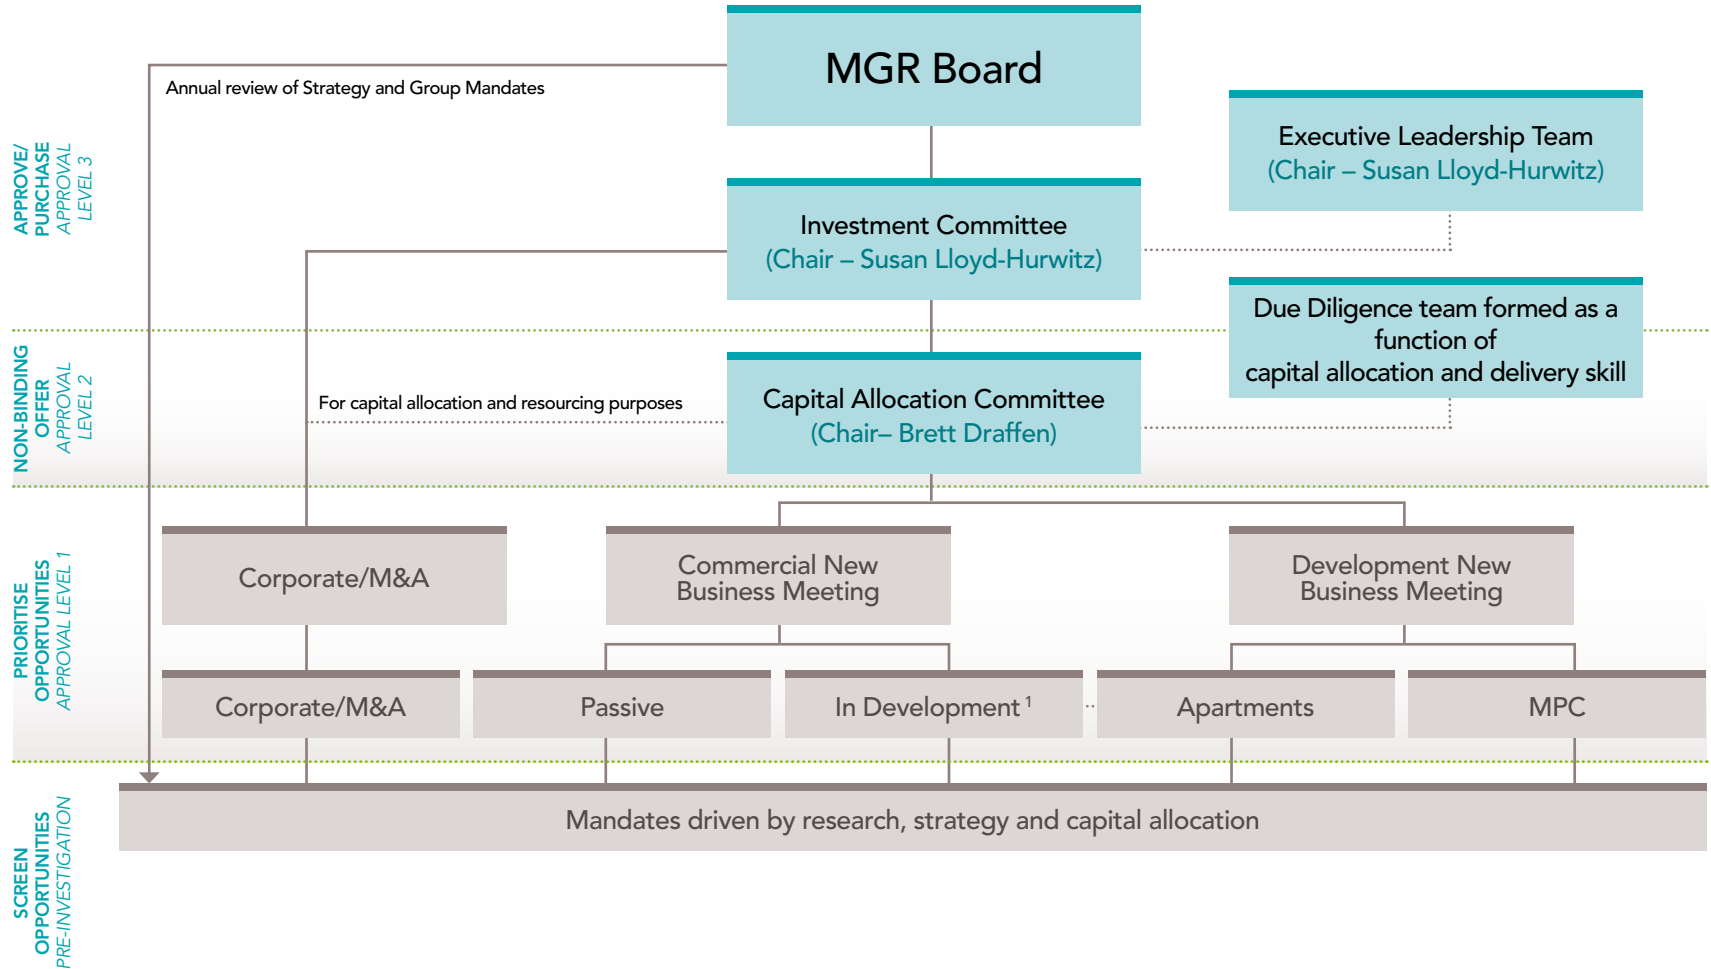 MGR Board
Annual review of Strategy and Group Mandates
Executive Leadership Team
(Chair – Susan Lloyd-Hurwitz)
APPROVE/
PURCHASE
APPROVAL
LEVEL 3
Investment Committee
(Chair – Susan Lloyd-Hurwitz)
Due Diligence team formed as a
function of
capital allocation and delivery skill
NON-BINDING
OFFER
APPROVAL
LEVEL 2
For capital allocation and resourcing purposes
Capital Allocation Committee
(Chair– Brett Draffen)
PRIORITISE
OPPORTUNITIES
APPROVAL LEVEL 1
Corporate/M&A
Commercial New
Business Meeting
Development New
Business Meeting
Corporate/M&A
Passive
In Development 1
Apartments
MPC
SCREEN
OPPORTUNITIES
PRE-INVESTIGATION
Mandates driven by research, strategy and capital allocation